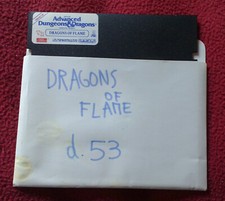 Advanced
Dungeons&Dragons
DRAGONS OF FLAME
DRAGONS
OF
FLAME
d.53